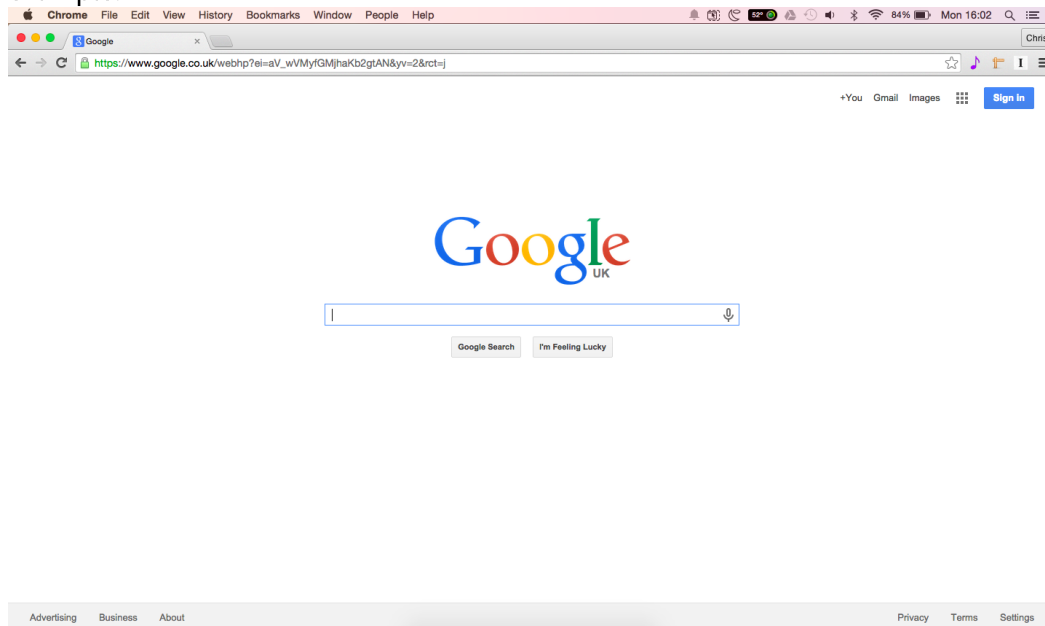 Chrome File Edit View History Bookmarks Window People Help 52° 84% Mon 16:02
Google Chris
https://www.google.co.uk/webhp?ei=aV_wVMyfGMjhaKb2gtAN&yv=2&rct=j
+You Gmail Images Sign in
Google
UK
Google Search I'm Feeling Lucky
Advertising Business About Privacy Terms Settings